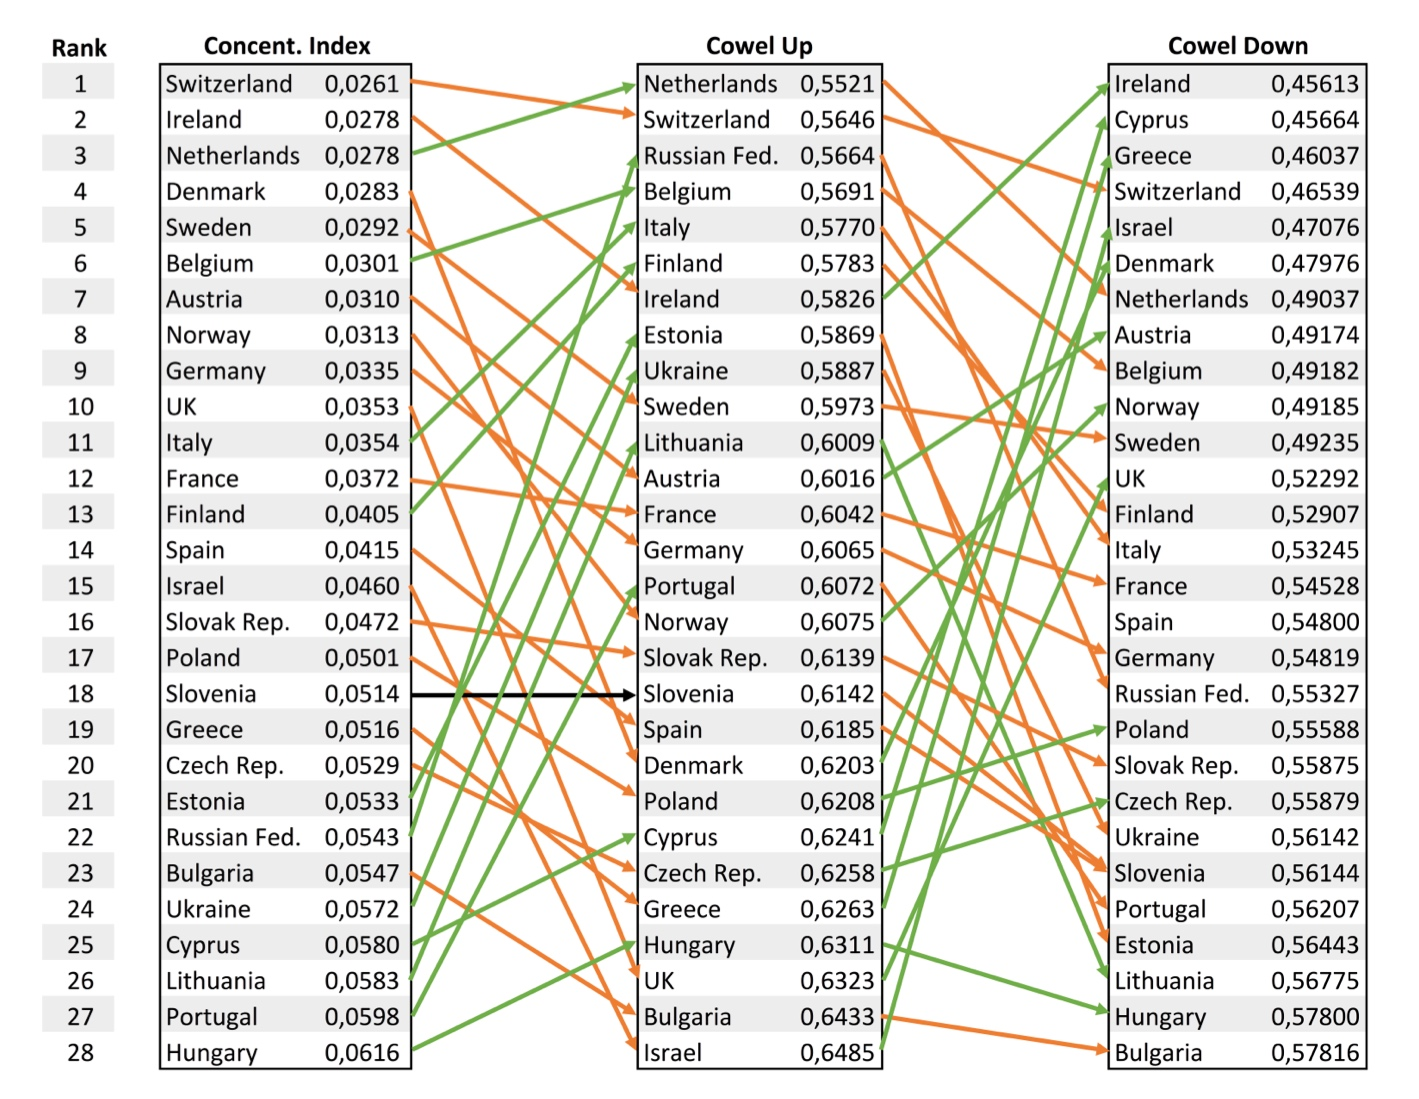 Rank Concent. Index Cowel Up Cowel Down
1 Switzerland 0,0261 Netherlands 0,5521 Ireland 0,45613
2 Ireland 0,0278 Switzerland 0,5646 Cyprus 0,45664
3 Netherlands 0,0278 Russian Fed. 0,5664 Greece 0,46037
4 Denmark 0,0283 Belgium 0,5691 Switzerland 0,46539
5 Sweden 0,0292 Italy 0,5770 Israel 0,47076
6 Belgium 0,0301 Finland 0,5783 Denmark 0,47976
7 Austria 0,0310 Ireland 0,5826 Netherlands 0,49037
8 Norway 0,0313 Estonia 0,5869 Austria 0,49174
9 Germany 0,0335 Ukraine 0,5887 Belgium 0,49182
10 UK 0,0353 Sweden 0,5973 Norway 0,49185
11 Italy 0,0354 Lithuania 0,6009 Sweden 0,49235
12 France 0,0372 Austria 0,6016 UK 0,52292
13 Finland 0,0405 France 0,6042 Finland 0,52907
14 Spain 0,0415 Germany 0,6065 Italy 0,53245
15 Israel 0,0460 Portugal 0,6072 France 0,54528
16 Slovak Rep. 0,0472 Norway 0,6075 Spain 0,54800
17 Poland 0,0501 Slovak Rep. 0,6139 Germany 0,54819
18 Slovenia 0,0514 Slovenia 0,6142 Russian Fed. 0,55327
19 Greece 0,0516 Spain 0,6185 Poland 0,55588
20 Czech Rep. 0,0529 Denmark 0,6203 Slovak Rep. 0,55875
21 Estonia 0,0533 Poland 0,6208 Czech Rep. 0,55879
22 Russian Fed. 0,0543 Cyprus 0,6241 Ukraine 0,56142
23 Bulgaria 0,0547 Czech Rep. 0,6258 Slovenia 0,56144
24 Ukraine 0,0572 Greece 0,6263 Portugal 0,56207
25 Cyprus 0,0580 Hungary 0,6311 Estonia 0,56443
26 Lithuania 0,0583 UK 0,6323 Lithuania 0,56775
27 Portugal 0,0598 Bulgaria 0,6433 Hungary 0,57800
28 Hungary 0,0616 Israel 0,6485 Bulgaria 0,57816